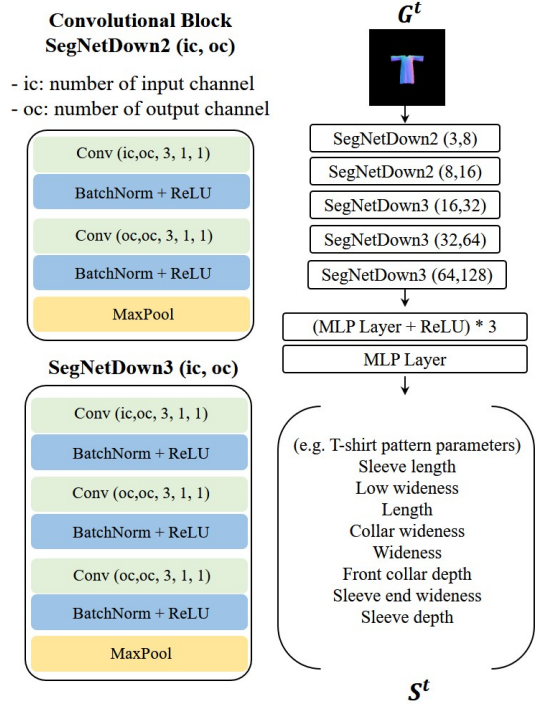 Convolutional Block
SegNetDown2 (ic, oc)
- ic: number of input channel
- oc: number of output channel
Conv (ic,oc, 3, 1, 1)
BatchNorm + ReLU
Conv (oc,oc, 3, 1, 1)
BatchNorm + ReLU
MaxPool
SegNetDown3 (ic, oc)
Conv (ic,oc, 3, 1, 1)
BatchNorm + ReLU
Conv (oc,oc, 3, 1, 1)
BatchNorm + ReLU
Conv (oc,oc, 3, 1, 1)
BatchNorm + ReLU
MaxPool
G^t
SegNetDown2 (3,8)
SegNetDown2 (8,16)
SegNetDown3 (16,32)
SegNetDown3 (32,64)
SegNetDown3 (64,128)
(MLP Layer + ReLU) * 3
MLP Layer
(e.g. T-shirt pattern parameters)
Sleeve length
Low wideness
Length
Collar wideness
Wideness
Front collar depth
Sleeve end wideness
Sleeve depth
S^t